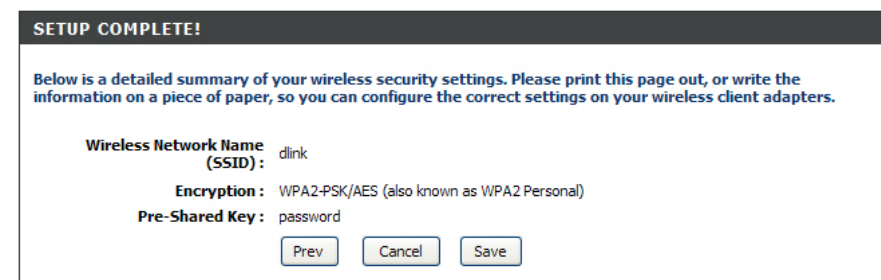 SETUP COMPLETE!
Below is a detailed summary of your wireless security settings. Please print this page out, or write the
information on a piece of paper, so you can configure the correct settings on your wireless client adapters.
Wireless Network Name
(SSID) : dlink
Encryption : WPA2-PSK/AES (also known as WPA2 Personal)
Pre-Shared Key : password
Prev Cancel Save